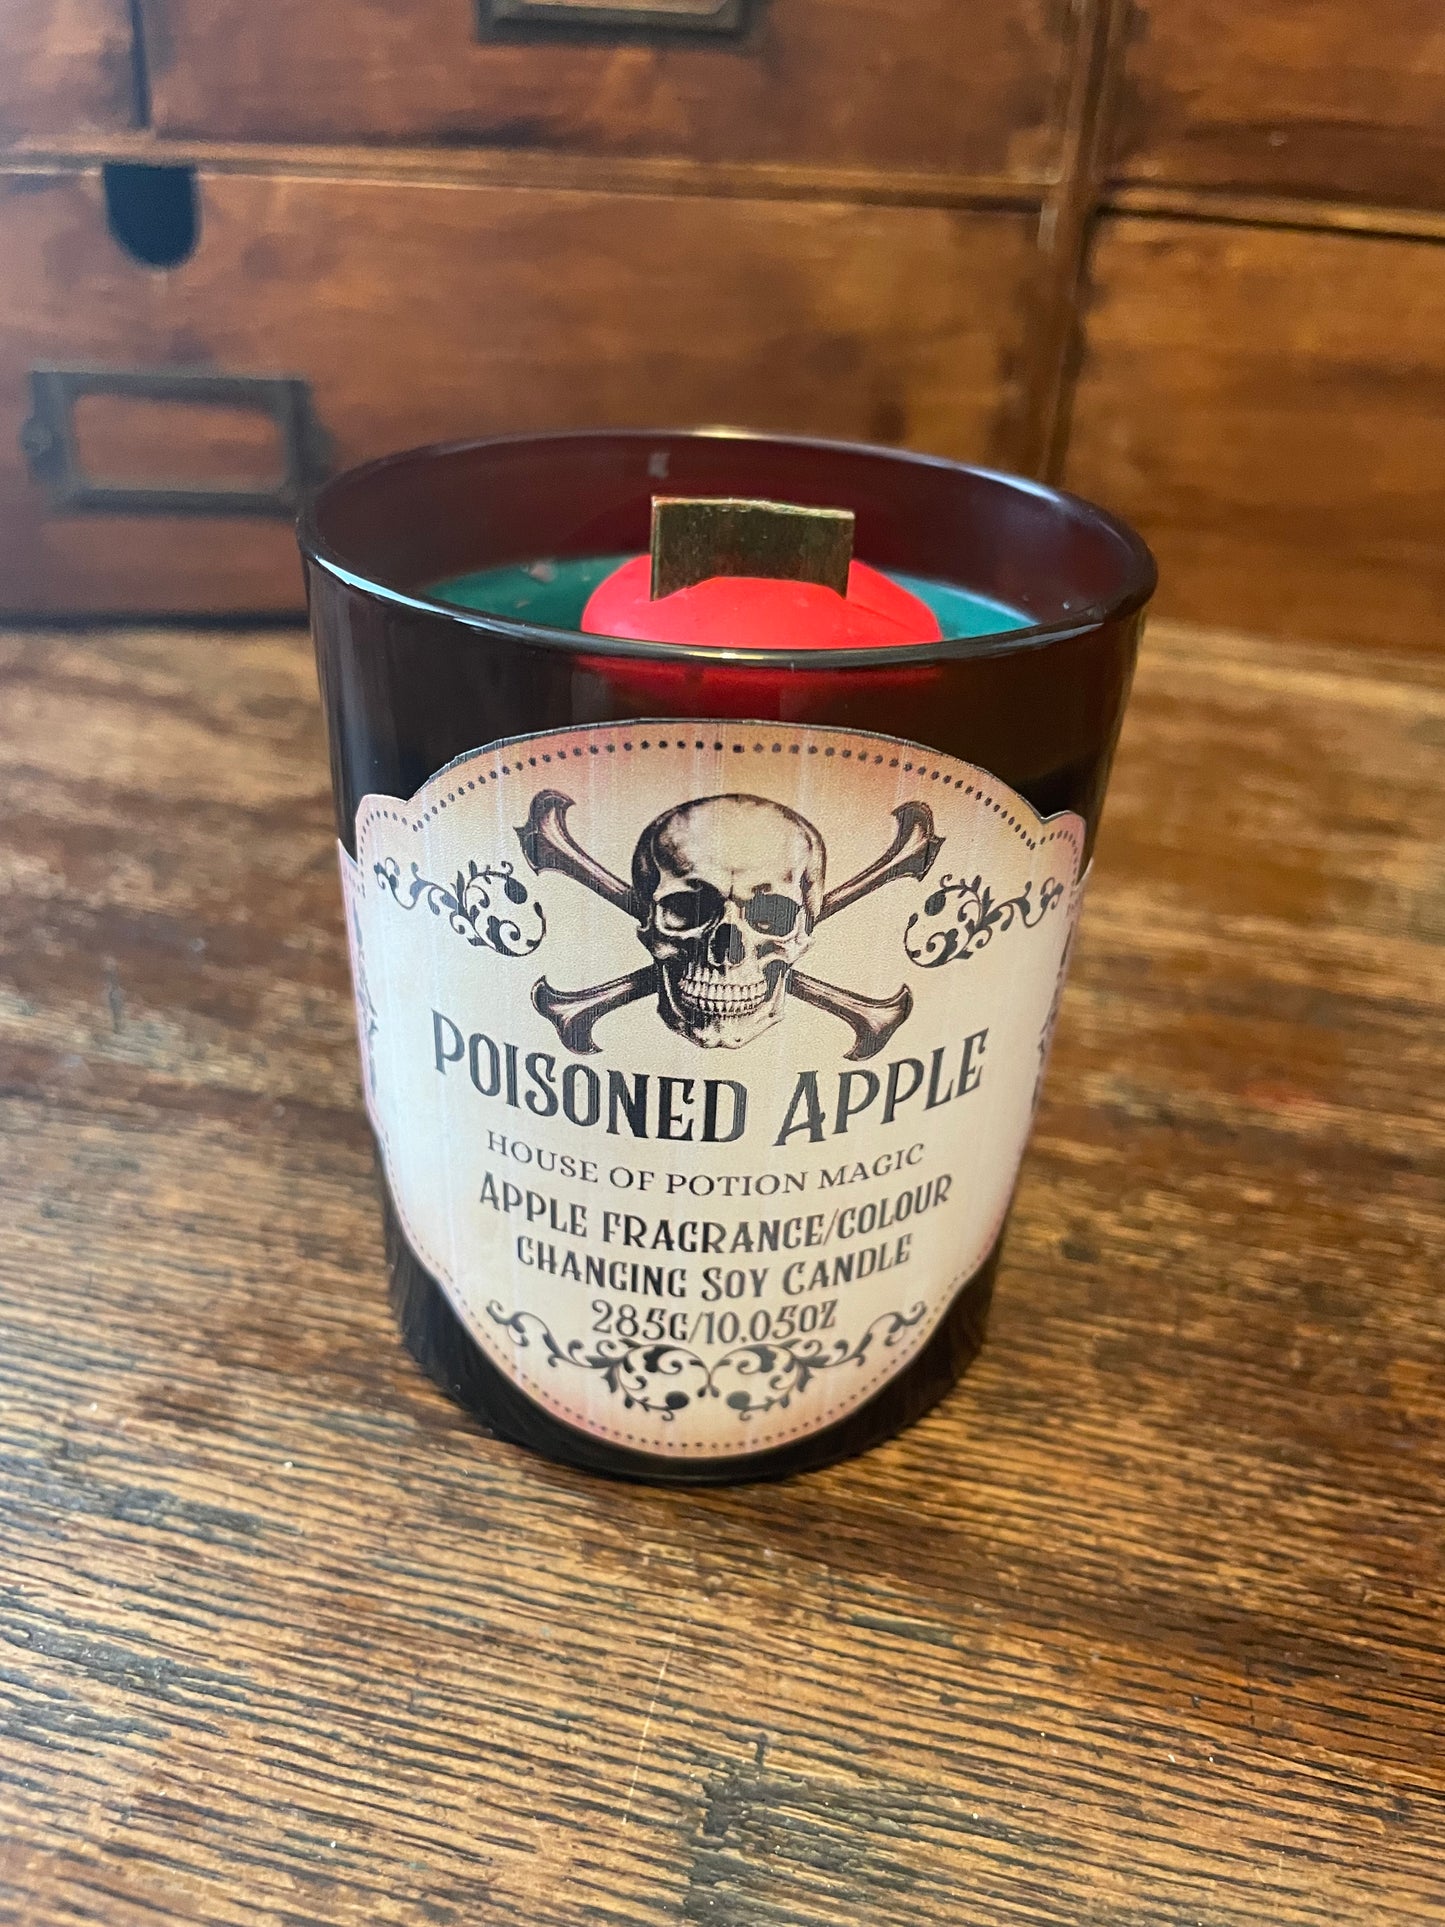 POISONED APPLE
HOUSE OF POTION MAGIC
APPLE FRAGRANCE/COLOUR
CHANGING SOY CANDLE
285G/10.05OZ